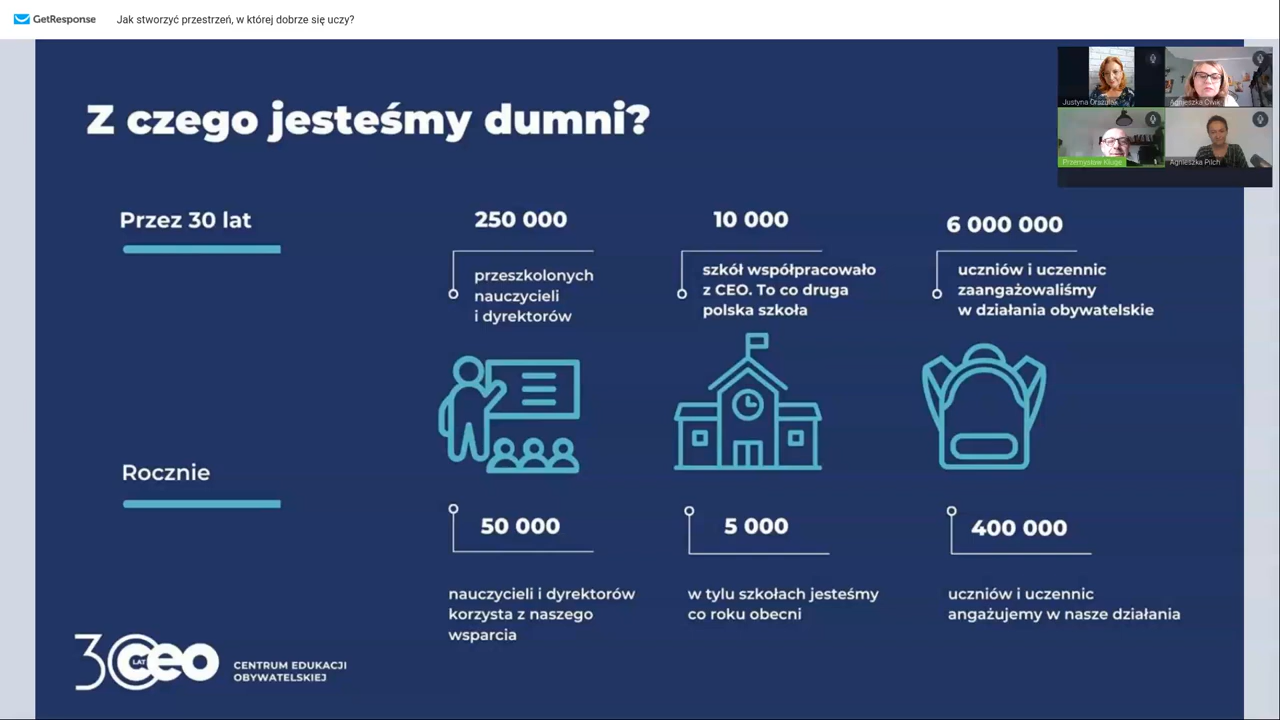 GetResponse
Jak stworzyć przestrzeń, w której dobrze się uczy?
Z czego jesteśmy dumni?
Justyna
Agnieszka
Przemysław Kluge
Agnieszka Pilch
Przez 30 lat
250 000
przeszkolonych
nauczycieli
i dyrektorów
10 000
szkół współpracowało
z CEO. To co druga
polska szkoła
6 000 000
uczniów i uczennic
zaangażowaliśmy
w działania obywatelskie
Rocznie
50 000
nauczycieli i dyrektorów
korzysta z naszego
wsparcia
5 000
w tylu szkołach jesteśmy
co roku obecni
400 000
uczniów i uczennic
angażujemy w nasze działania
30 LAT ceo
CENTRUM EDUKACJI
OBYWATELSKIEJ